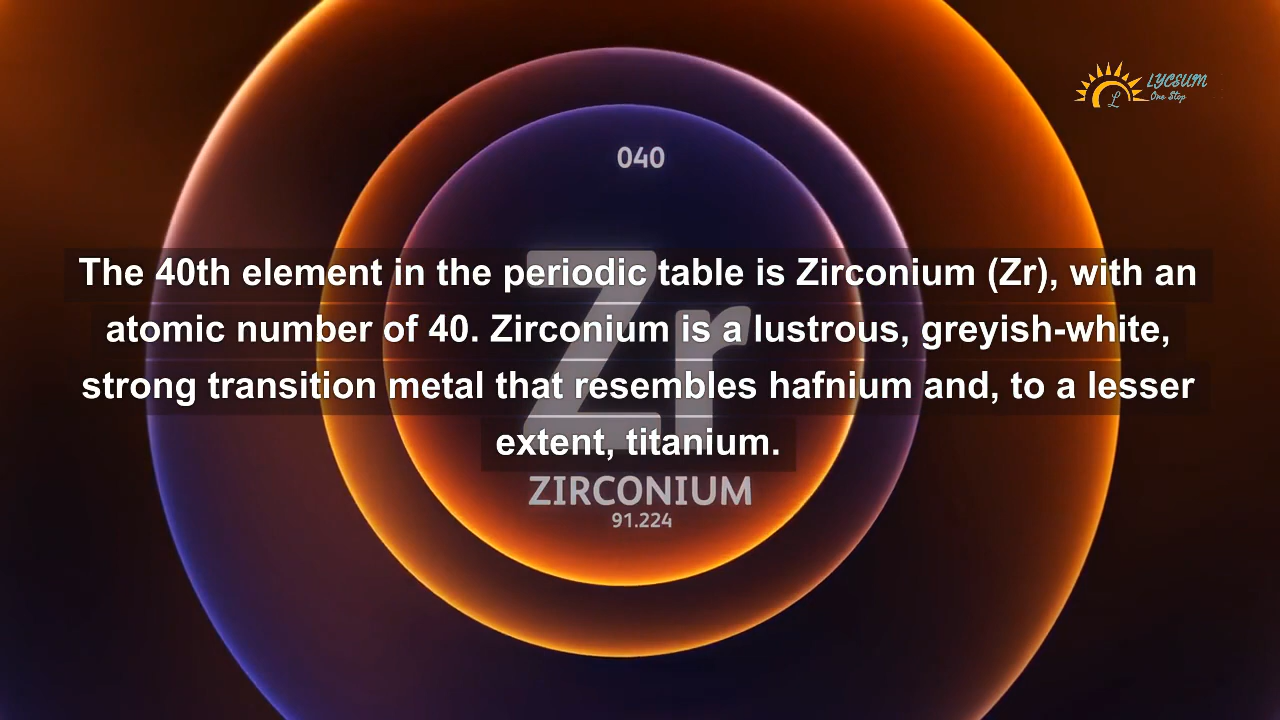 LYCSUM
One Stop
L
040
Zr
The 40th element in the periodic table is Zirconium (Zr), with an
atomic number of 40. Zirconium is a lustrous, greyish-white,
strong transition metal that resembles hafnium and, to a lesser
extent, titanium.
ZIRCONIUM
91.224